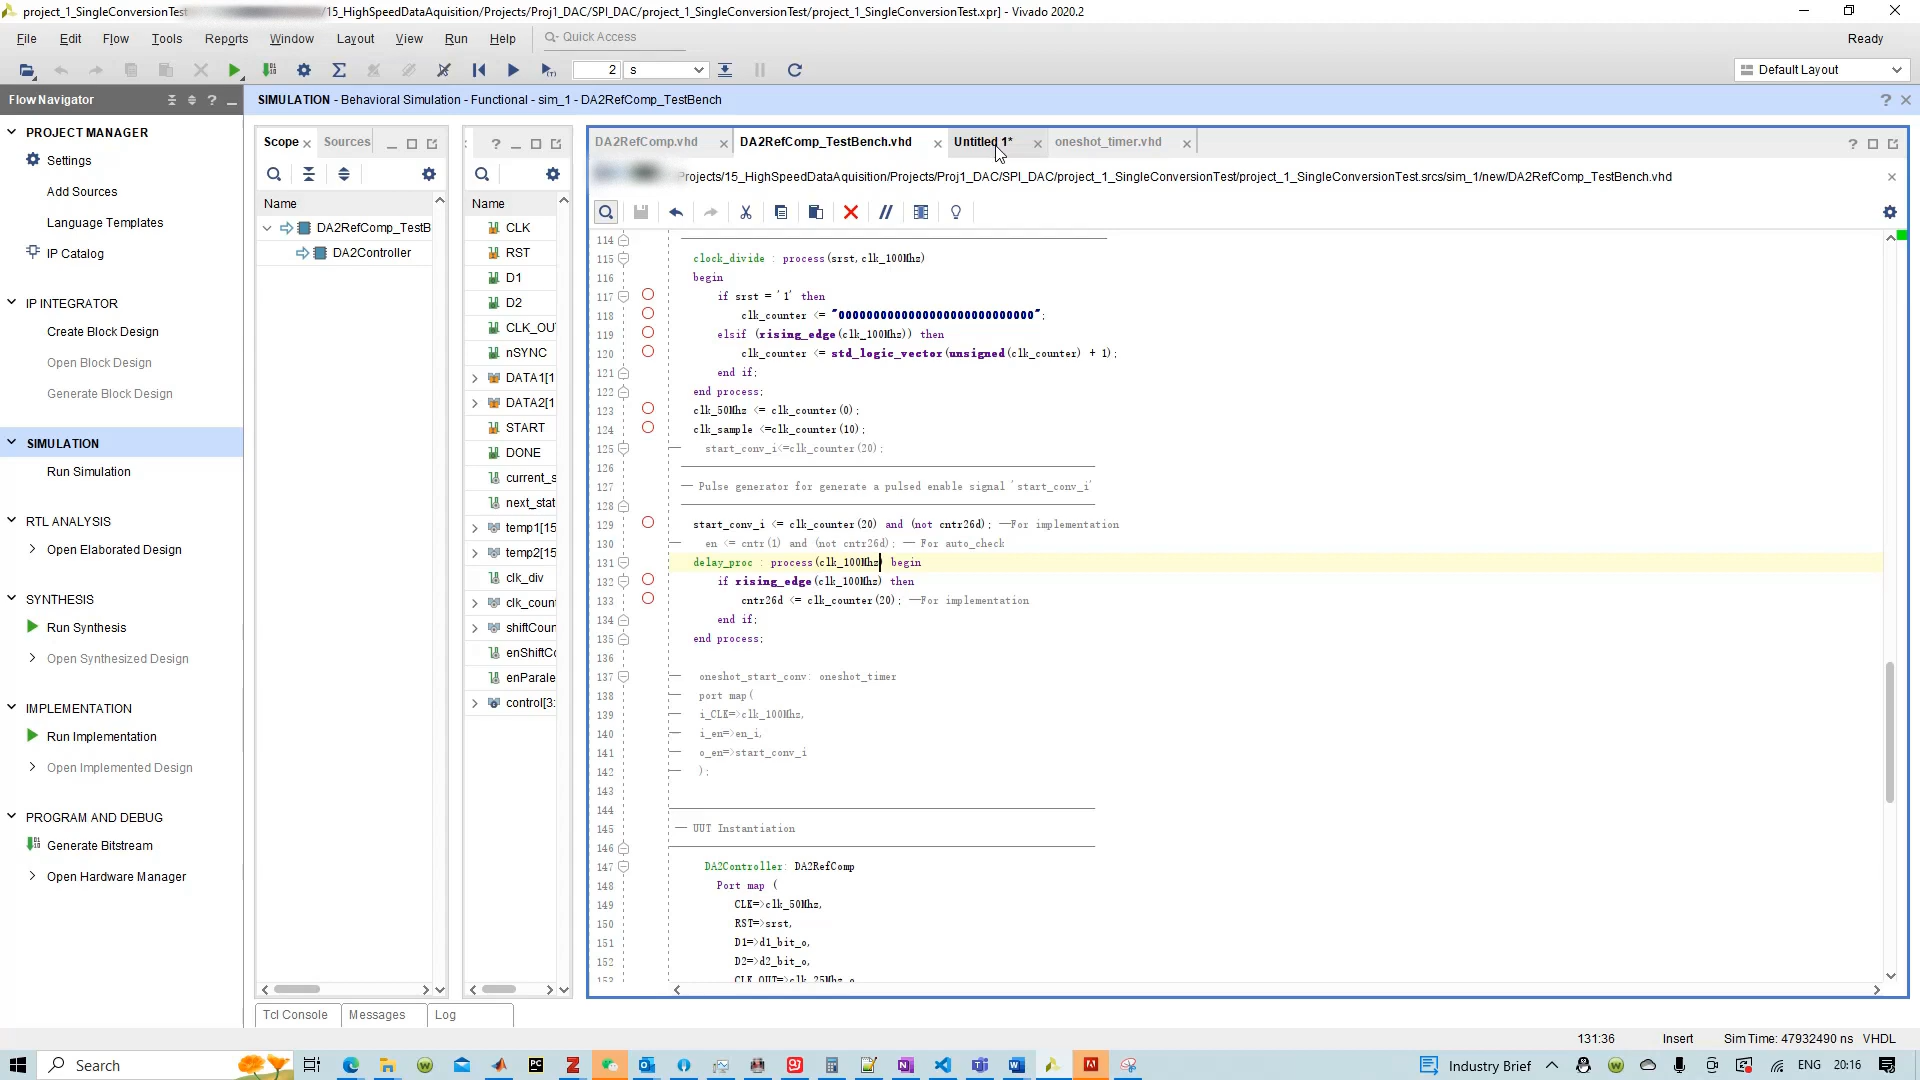 project_1_SingleConversionTest
/15_HighSpeedDataAquisition/Projects/Proj1_DAC/SPI_DAC/project_1_SingleConversionTest/project_1_SingleConversionTest.xpr] - Vivado 2020.2
File Edit Flow Tools Reports Window Layout View Run Help Quick Access Ready
2 s Default Layout
Flow Navigator
SIMULATION - Behavioral Simulation - Functional - sim_1 - DA2RefComp_TestBench
PROJECT MANAGER
Settings
Add Sources
Language Templates
IP Catalog
IP INTEGRATOR
Create Block Design
Open Block Design
Generate Block Design
SIMULATION
Run Simulation
RTL ANALYSIS
Open Elaborated Design
SYNTHESIS
Run Synthesis
Open Synthesized Design
IMPLEMENTATION
Run Implementation
Open Implemented Design
PROGRAM AND DEBUG
Generate Bitstream
Open Hardware Manager
Scope Sources
Name
DA2RefComp_TestB
DA2Controller
Name
CLK
RST
D1
D2
CLK_OU
nSYNC
DATA1[1
DATA2[1
START
DONE
current_s
next_stat
temp1[15
temp2[15
clk_div
clk_coun
shiftCoun
enShiftCo
enParale
control[3:
DA2RefComp.vhd DA2RefComp_TestBench.vhd Untitled 1* oneshot_timer.vhd
Projects/15_HighSpeedDataAquisition/Projects/Proj1_DAC/SPI_DAC/project_1_SingleConversionTest/project_1_SingleConversionTest.srcs/sim_1/new/DA2RefComp_TestBench.vhd
114
115 clock_divide : process(srst,clk_100Mhz)
116 begin
117 if srst = '1' then
118 clk_counter <= "0000000000000000000000000000";
119 elsif (rising_edge(clk_100Mhz)) then
120 clk_counter <= std_logic_vector(unsigned(clk_counter) + 1);
121 end if;
122 end process;
123 clk_50Mhz <= clk_counter(0);
124 clk_sample <=clk_counter(10);
125 -- start_conv_i<=clk_counter(20);
126
127 -- Pulse generator for generate a pulsed enable signal 'start_conv_i'
128
129 start_conv_i <= clk_counter(20) and (not cntr26d); --For implementation
130 -- en <= cntr(1) and (not cntr26d); -- For auto_check
131 delay_proc : process(clk_100Mhz) begin
132 if rising_edge(clk_100Mhz) then
133 cntr26d <= clk_counter(20); --For implementation
134 end if;
135 end process;
136
137 -- oneshot_start_conv: oneshot_timer
138 -- port map(
139 -- i_CLK=>clk_100Mhz,
140 -- i_en=>en_i,
141 -- o_en=>start_conv_i
142 -- );
143
144
145 -- UUT Instantiation
146
147 DA2Controller: DA2RefComp
148 Port map (
149 CLK=>clk_50Mhz,
150 RST=>srst,
151 D1=>d1_bit_o,
152 D2=>d2_bit_o,
153 CLK_OUT=>clk_25Mhz_o,
Tcl Console Messages Log
131:36 Insert Sim Time: 47932490 ns VHDL
Search Industry Brief ENG 20:16